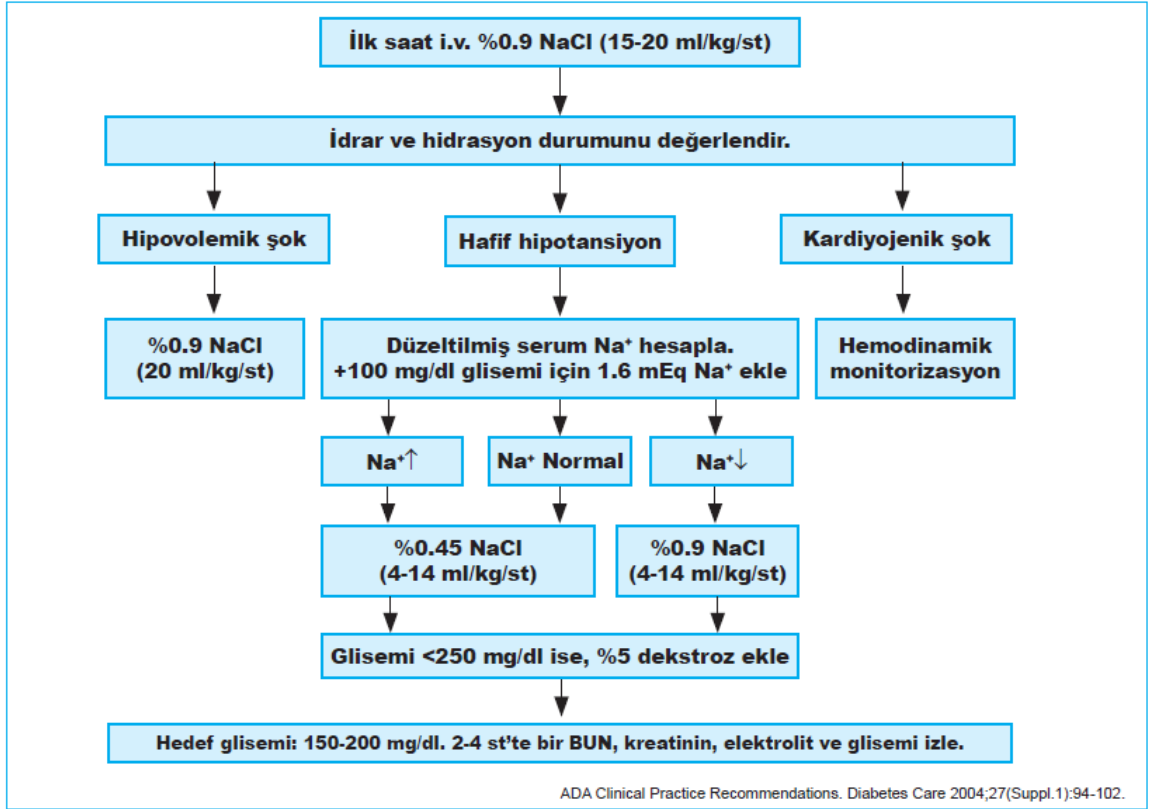 İlk saat i.v. %0.9 NaCl (15-20 ml/kg/st)
İdrar ve hidrasyon durumunu değerlendir.
Hipovolemik şok
Hafif hipotansiyon
Kardiyojenik şok
%0.9 NaCl
(20 ml/kg/st)
Düzeltilmiş serum Na⁺ hesapla.
+100 mg/dl glisemi için 1.6 mEq Na⁺ ekle
Hemodinamik
monitorizasyon
Na⁺↑
Na⁺ Normal
Na⁺↓
%0.45 NaCl
(4-14 ml/kg/st)
%0.9 NaCl
(4-14 ml/kg/st)
Glisemi <250 mg/dl ise, %5 dekstroz ekle
Hedef glisemi: 150-200 mg/dl. 2-4 st’te bir BUN, kreatinin, elektrolit ve glisemi izle.
ADA Clinical Practice Recommendations. Diabetes Care 2004;27(Suppl.1):94-102.